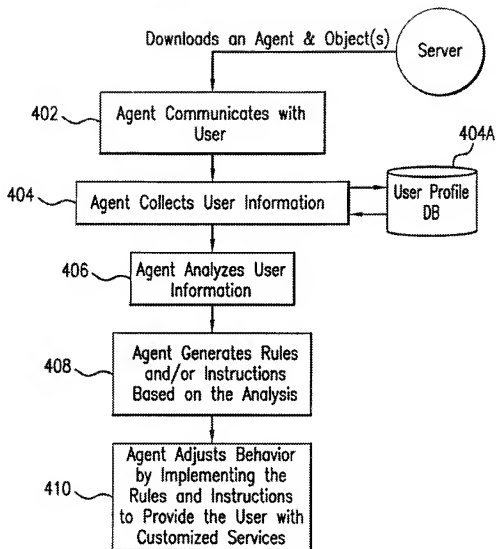 Downloads an Agent & Object(s)
Server
402
Agent Communicates with
User
404A
404
Agent Collects User Information
User Profile
DB
406
Agent Analyzes User
Information
408
Agent Generates Rules
and/or Instructions
Based on the Analysis
410
Agent Adjusts Behavior
by Implementing the
Rules and Instructions
to Provide the User with
Customized Services